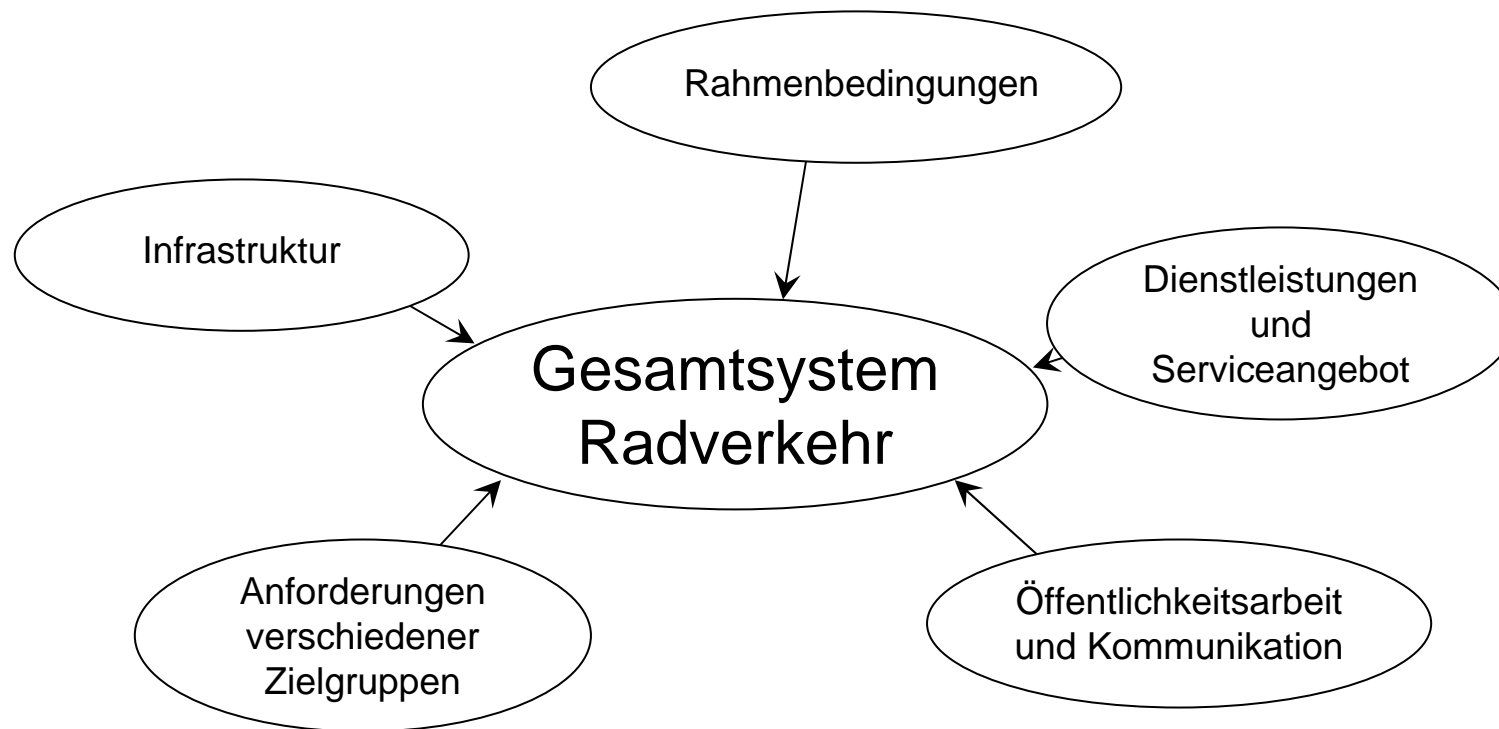 Rahmenbedingungen
Infrastruktur
Dienstleistungen
und
Serviceangebot
Gesamtsystem
Radverkehr
Anforderungen
verschiedener
Zielgruppen
Öffentlichkeitsarbeit
und Kommunikation